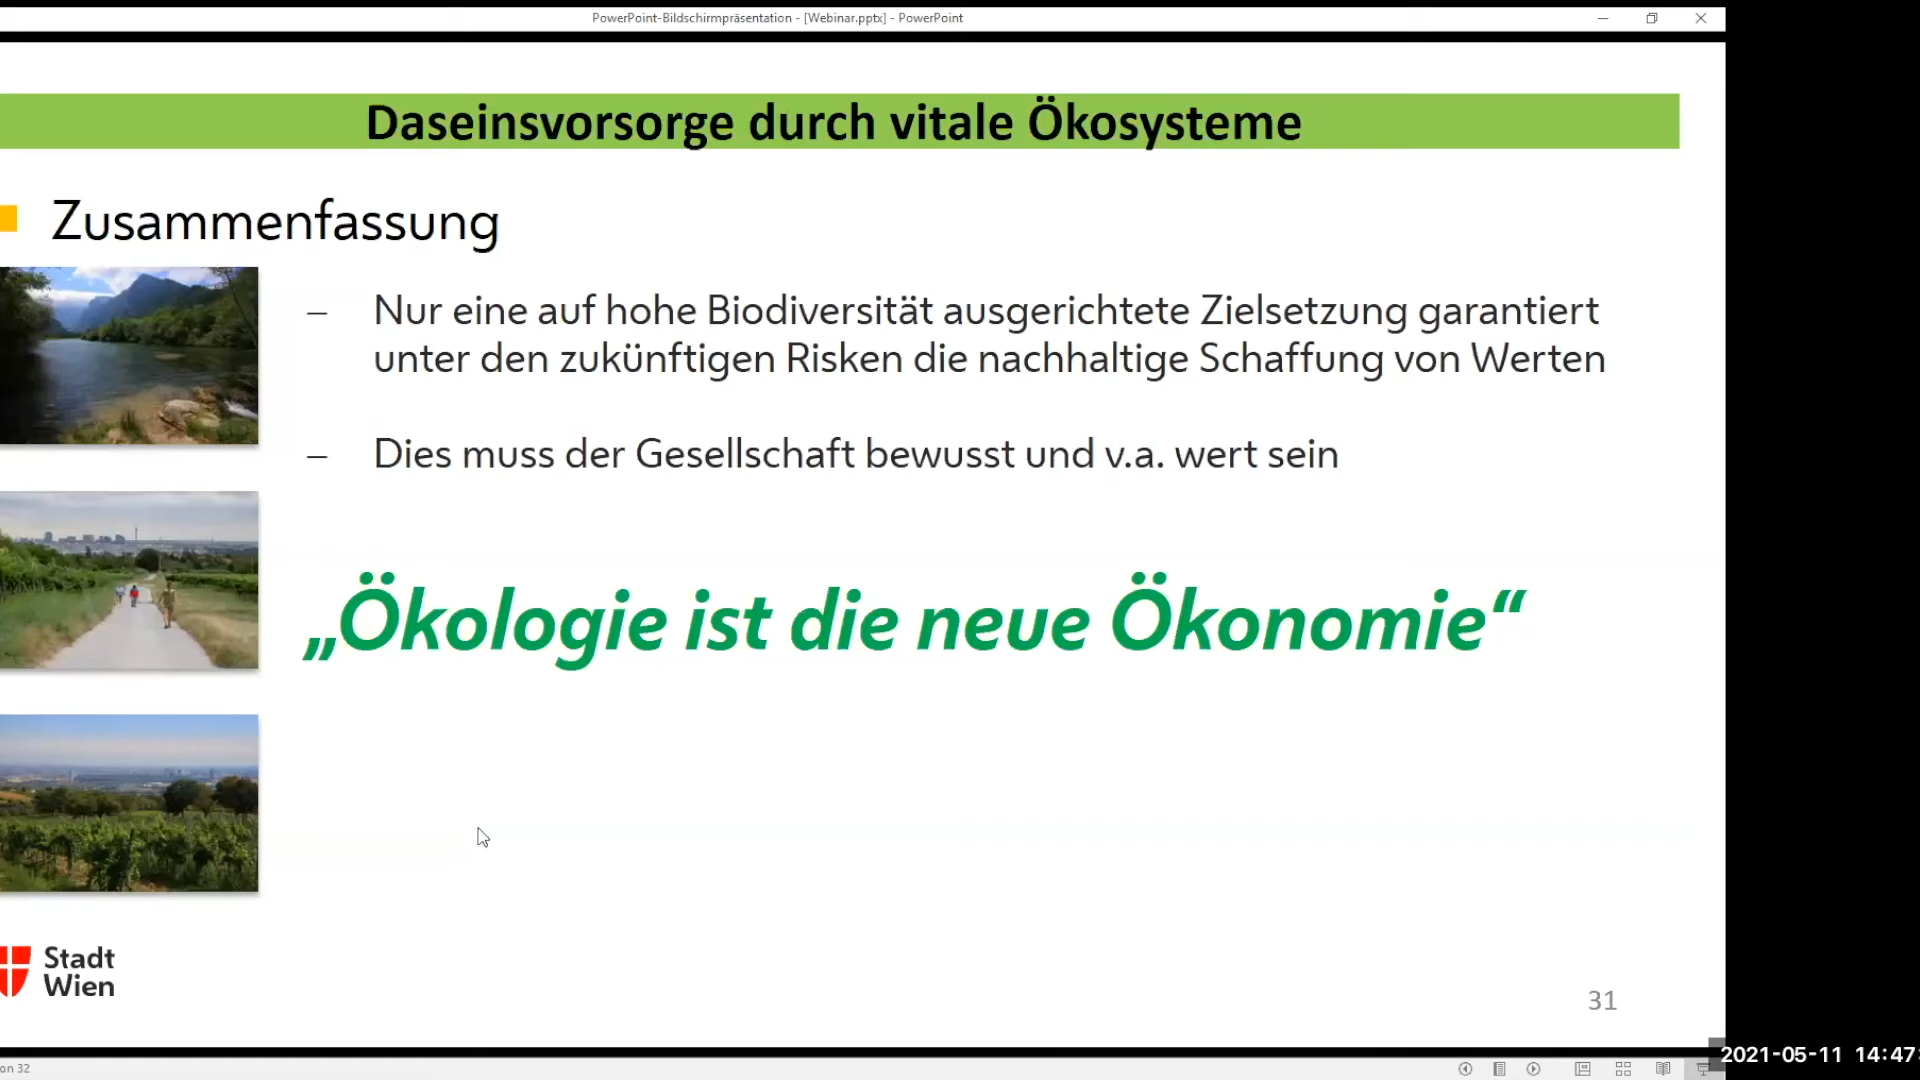 PowerPoint-Bildschirmpräsentation - [Webinar.pptx] - PowerPoint
Daseinsvorsorge durch vitale Ökosysteme
Zusammenfassung
– Nur eine auf hohe Biodiversität ausgerichtete Zielsetzung garantiert
unter den zukünftigen Risken die nachhaltige Schaffung von Werten
– Dies muss der Gesellschaft bewusst und v.a. wert sein
„Ökologie ist die neue Ökonomie“
Stadt
Wien
31
on 32
2021-05-11 14:47: